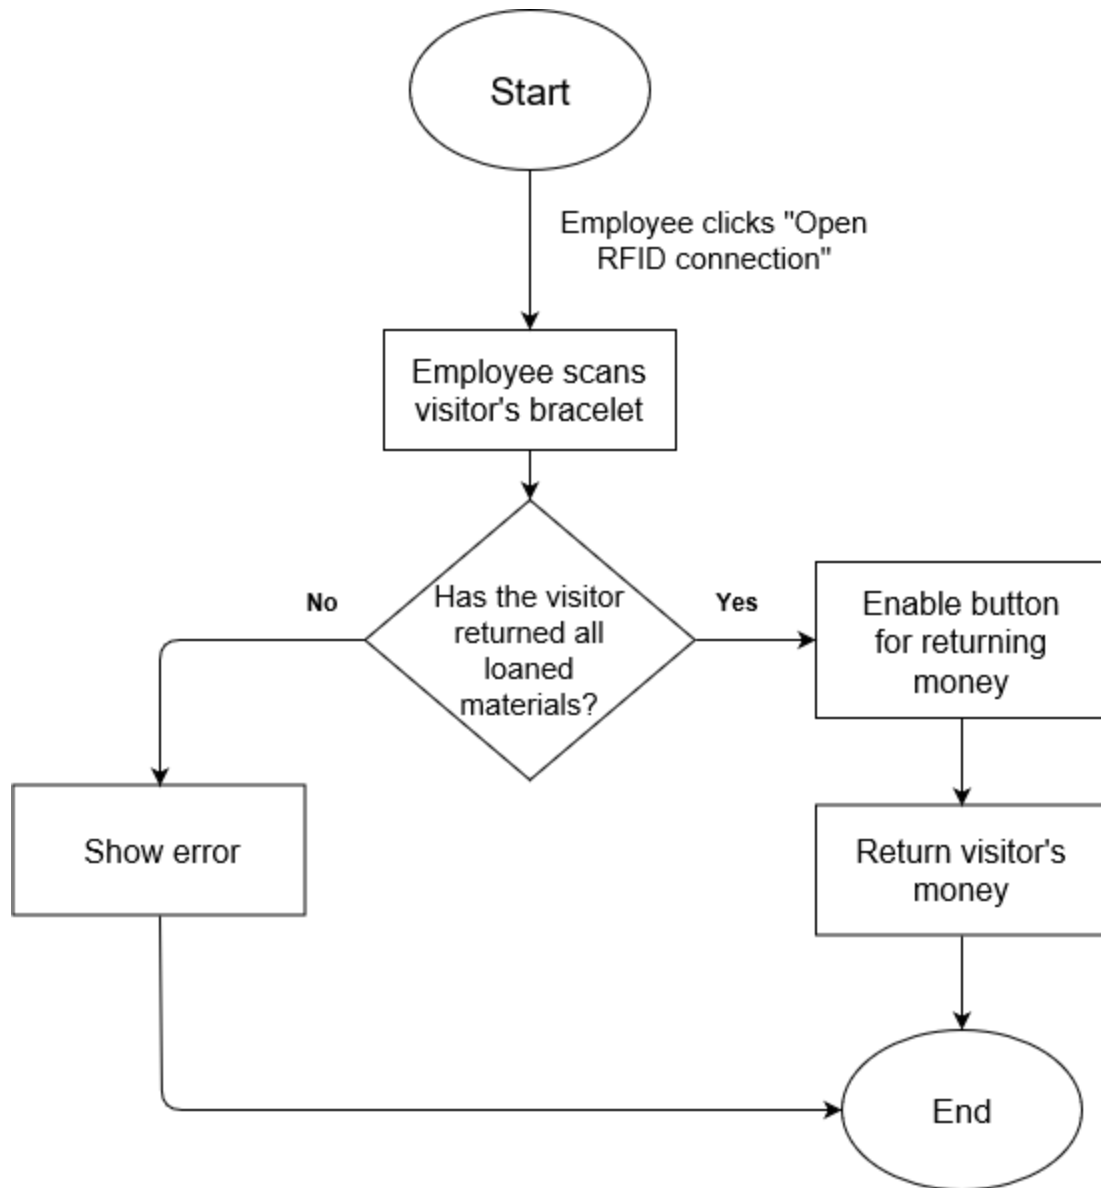 Start
Employee clicks "Open
RFID connection"
Employee scans
visitor's bracelet
Has the visitor
returned all
loaned
materials?
No
Yes
Enable button
for returning
money
Show error
Return visitor's
money
End